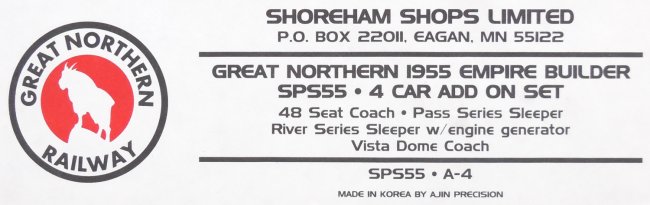 GREAT NORTHERN
RAILWAY
SHOREHAM SHOPS LIMITED
P.O. BOX 22011, EAGAN, MN 55122
GREAT NORTHERN 1955 EMPIRE BUILDER
SPS55 • 4 CAR ADD ON SET
48 Seat Coach • Pass Series Sleeper
River Series Sleeper w/engine generator
Vista Dome Coach
SPS55 • A-4
MADE IN KOREA BY AJIN PRECISION